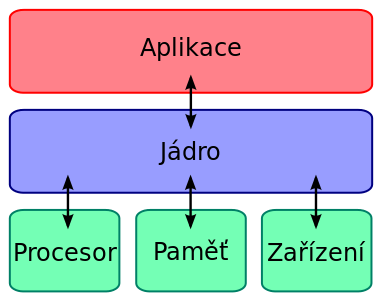 Aplikace
Jádro
Procesor
Paměť
Zařízení